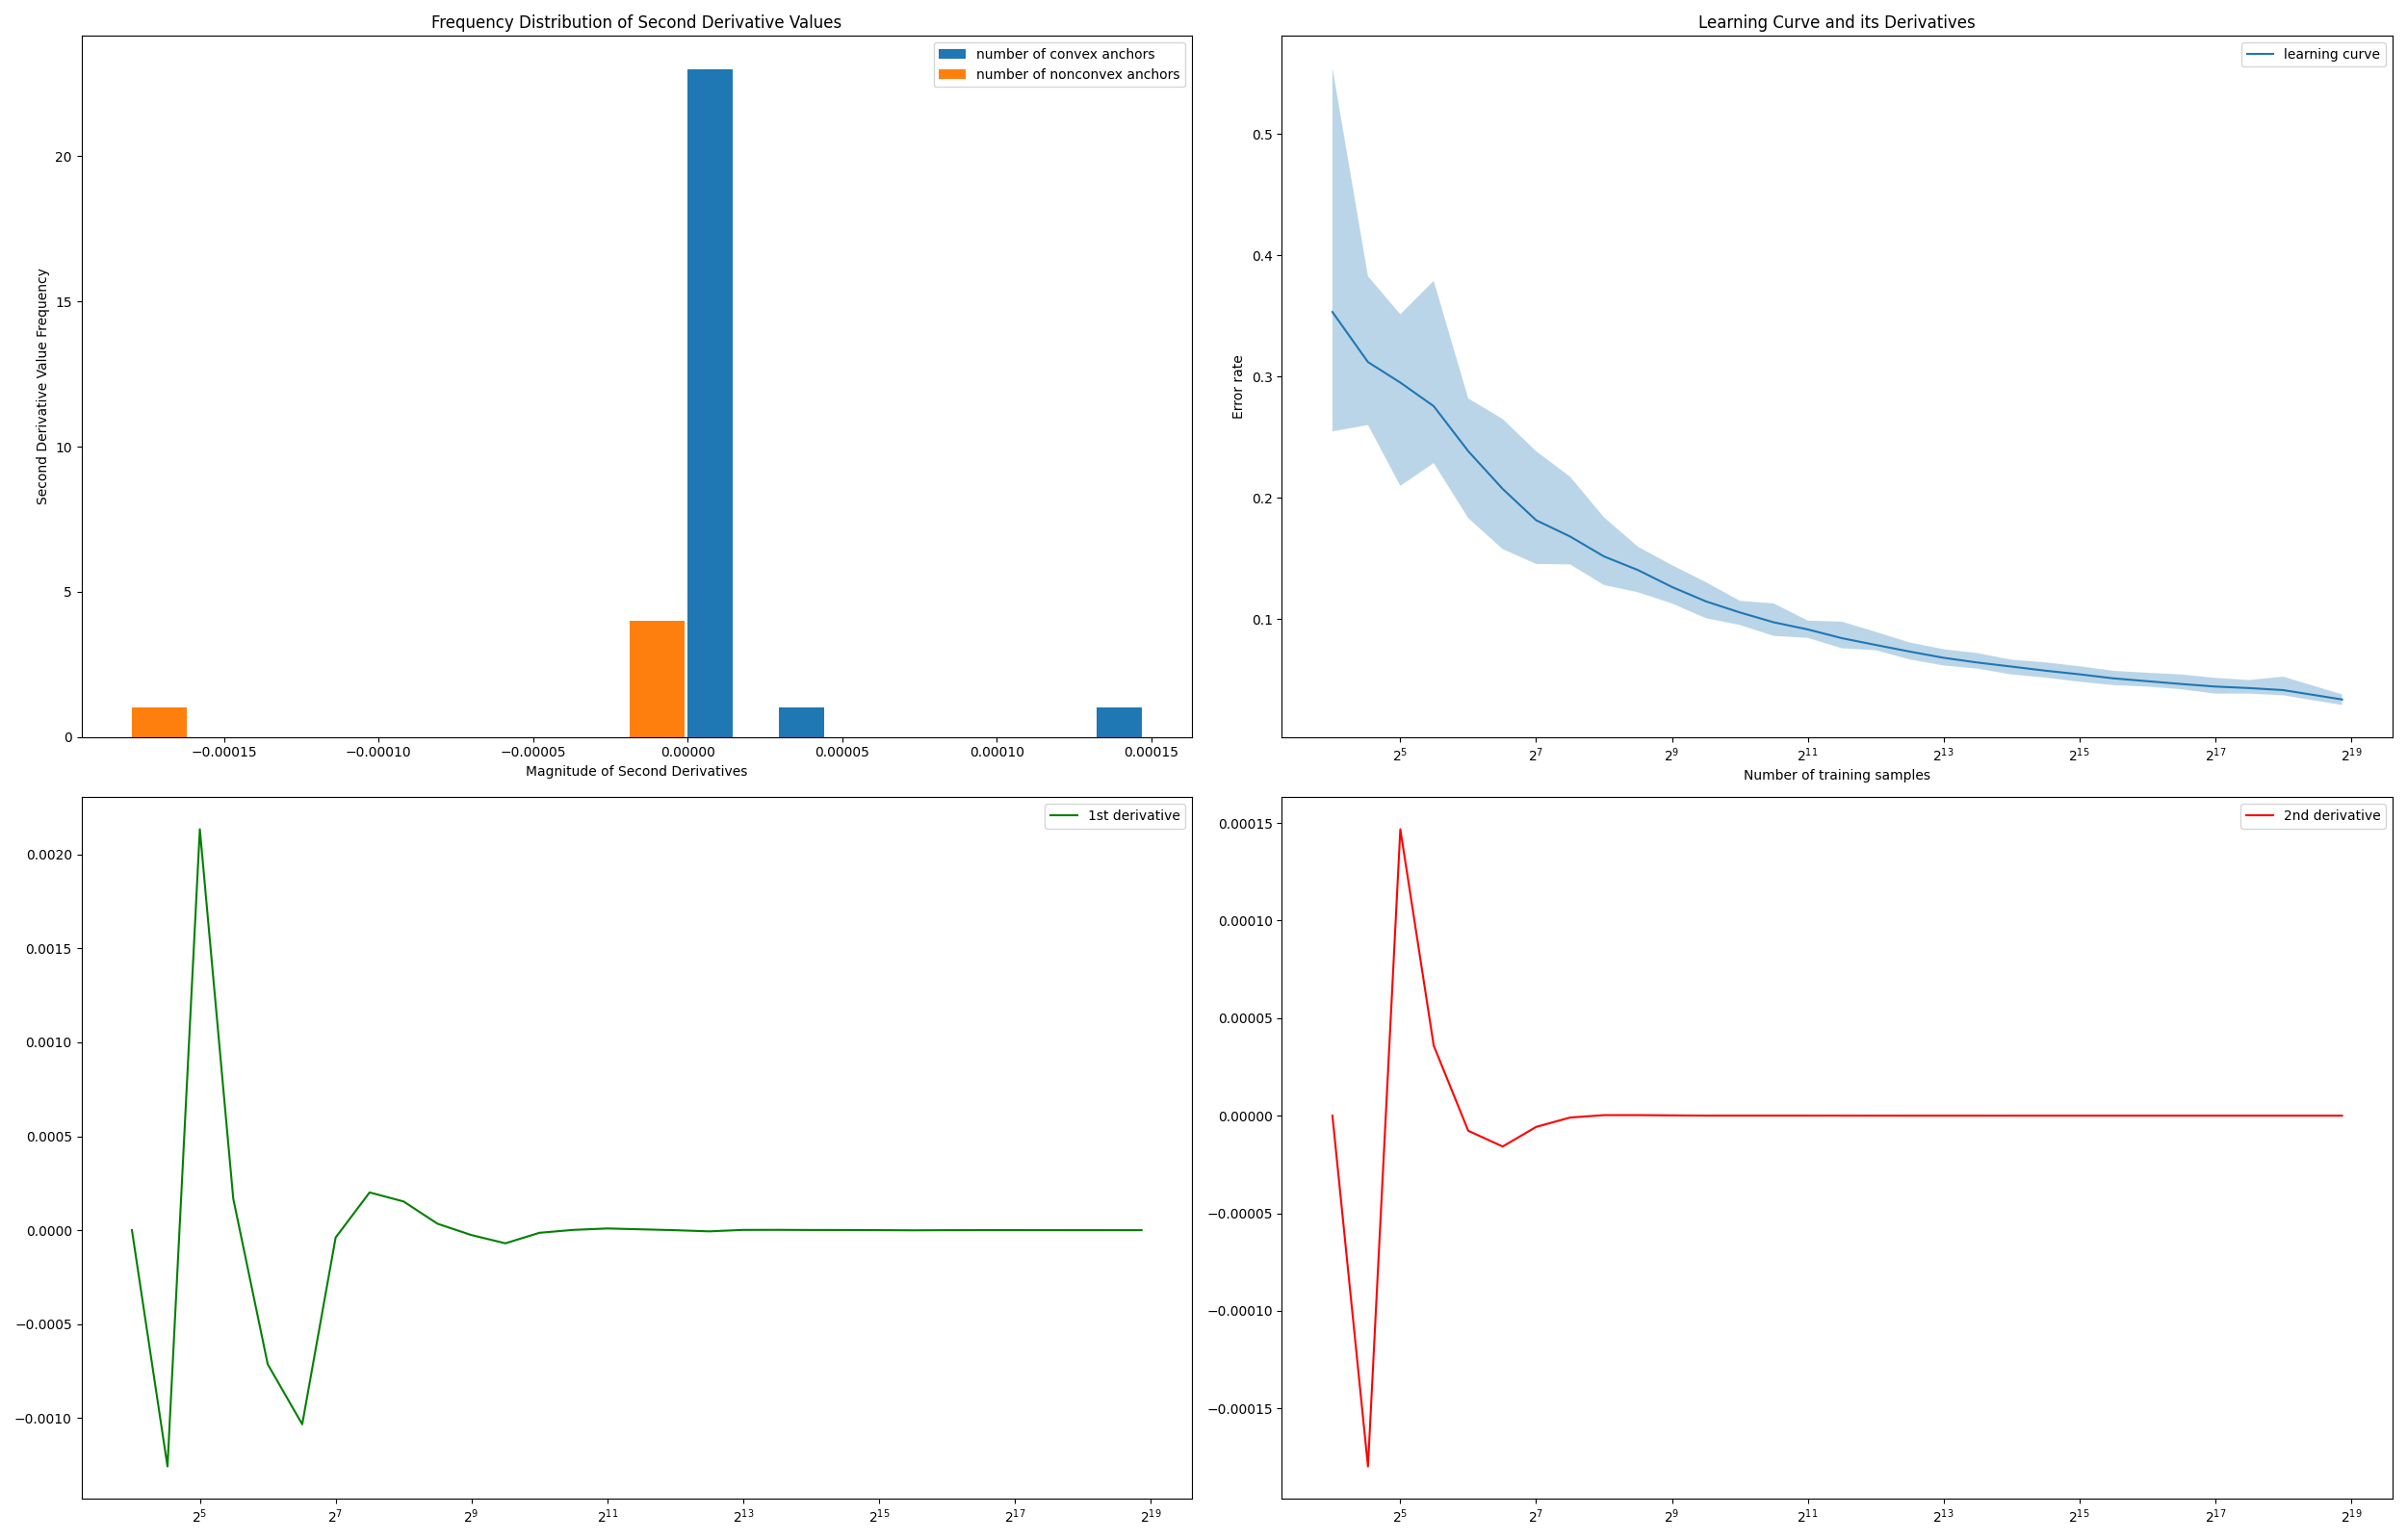 Frequency Distribution of Second Derivative Values
number of convex anchors
number of nonconvex anchors
Second Derivative Value Frequency
20
15
10
5
0
−0.00015 −0.00010 −0.00005 0.00000 0.00005 0.00010 0.00015
Magnitude of Second Derivatives
Learning Curve and its Derivatives
learning curve
Error rate
0.5
0.4
0.3
0.2
0.1
2⁵ 2⁷ 2⁹ 2¹¹ 2¹³ 2¹⁵ 2¹⁷ 2¹⁹
Number of training samples
1st derivative
0.0020
0.0015
0.0010
0.0005
0.0000
−0.0005
−0.0010
2⁵ 2⁷ 2⁹ 2¹¹ 2¹³ 2¹⁵ 2¹⁷ 2¹⁹
2nd derivative
0.00015
0.00010
0.00005
0.00000
−0.00005
−0.00010
−0.00015
2⁵ 2⁷ 2⁹ 2¹¹ 2¹³ 2¹⁵ 2¹⁷ 2¹⁹